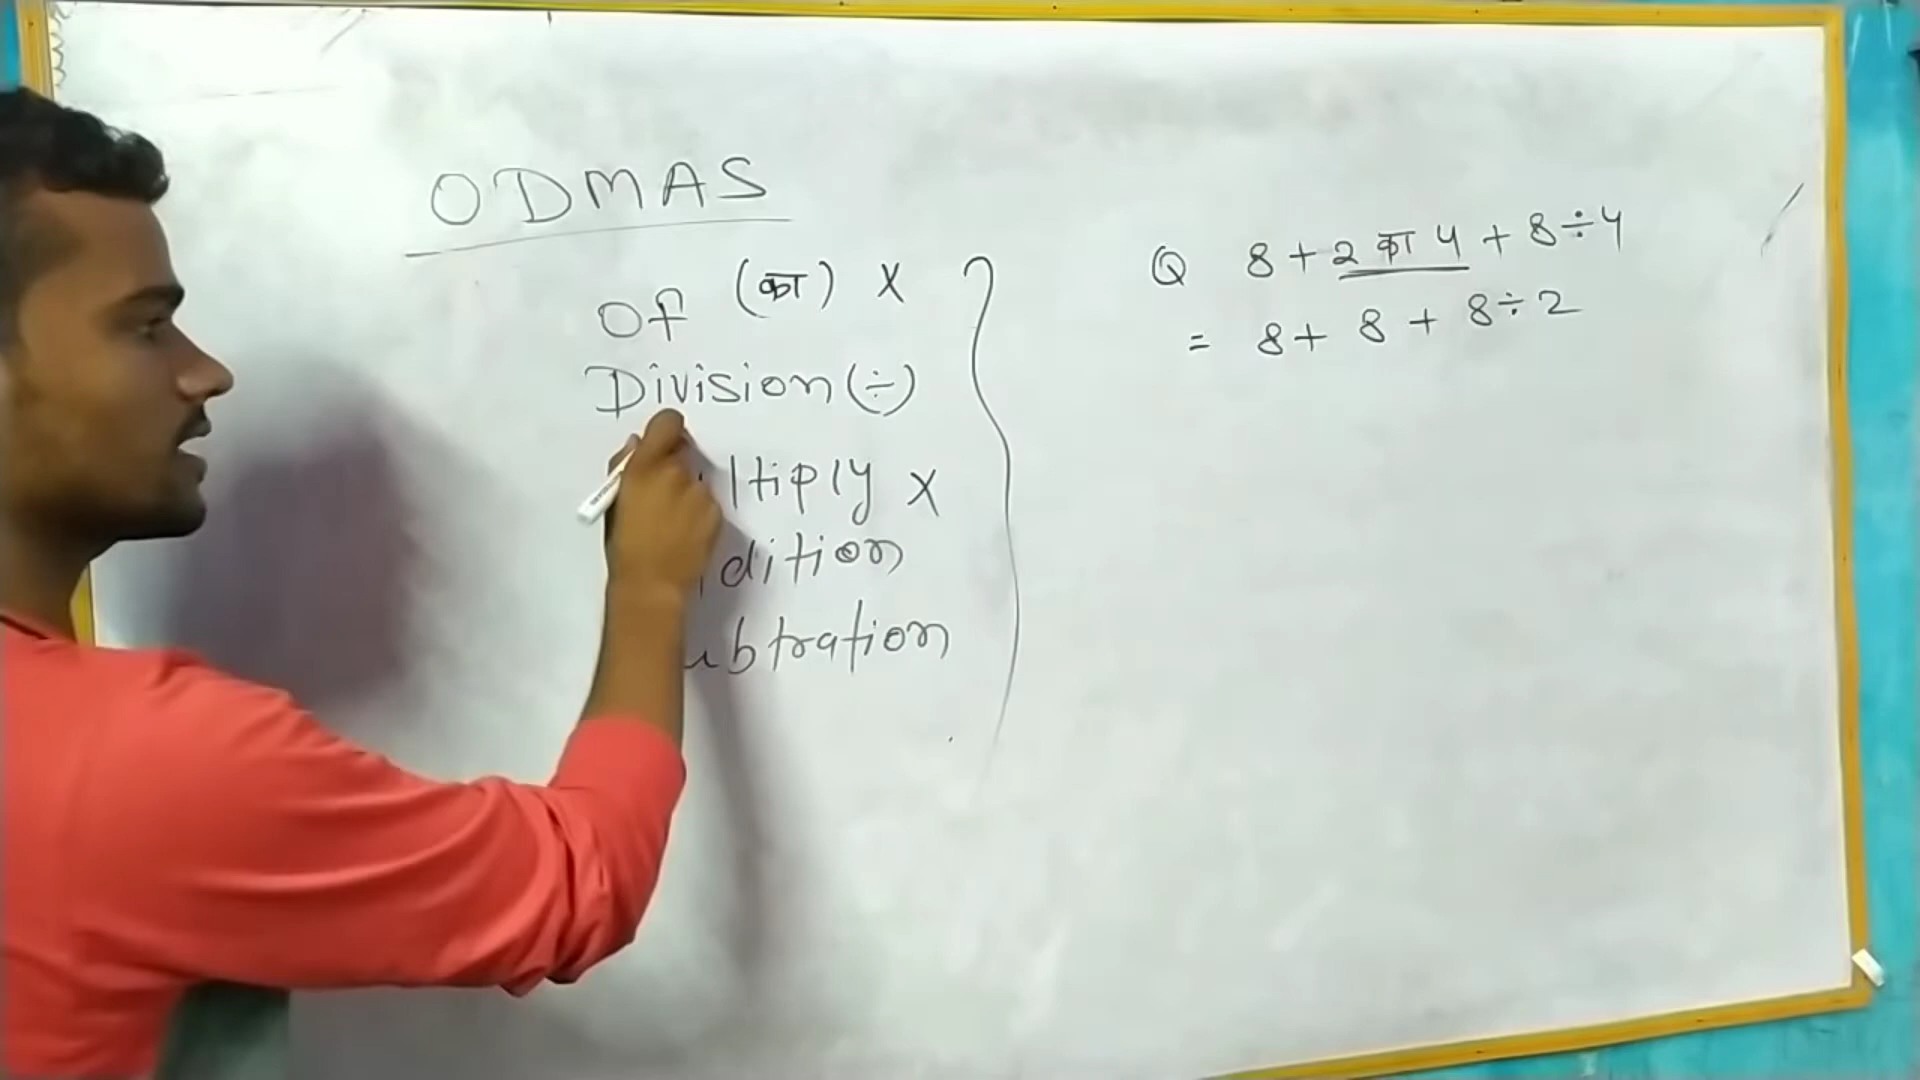 ODMAS
Of (का) ×
Division (÷)
ltiply ×
dition
ubtration
Q 8 + 2 का 4 + 8 ÷ 4
= 8 + 8 + 8 ÷ 2